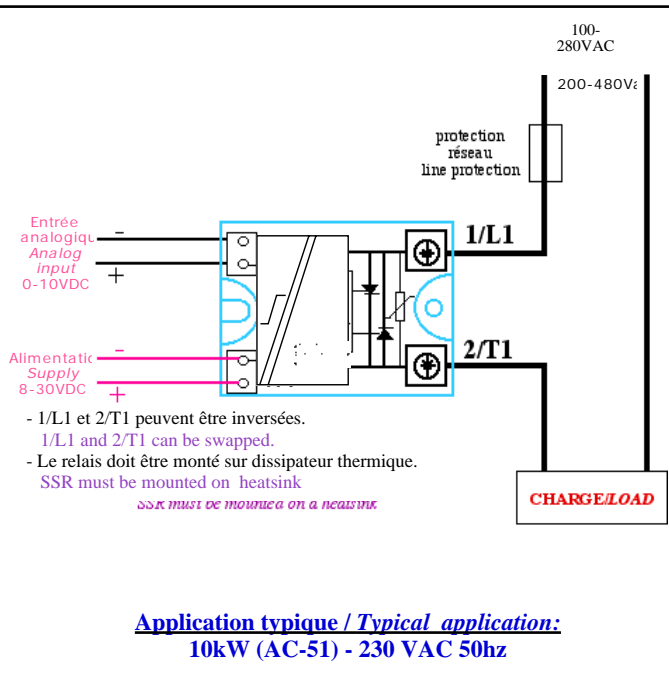 100-
280VAC
200-480Va
protection
réseau
line protection
1/L1
Entrée
analogiqu
Analog
input
0-10VDC
−
+
2/T1
Alimentatio
Supply
8-30VDC
−
+
- 1/L1 et 2/T1 peuvent être inversées.
1/L1 and 2/T1 can be swapped.
- Le relais doit être monté sur dissipateur thermique.
SSR must be mounted on heatsink
SSR must be mounted on a heatsink
CHARGE/LOAD
Application typique / Typical application:
10kW (AC-51) - 230 VAC 50hz